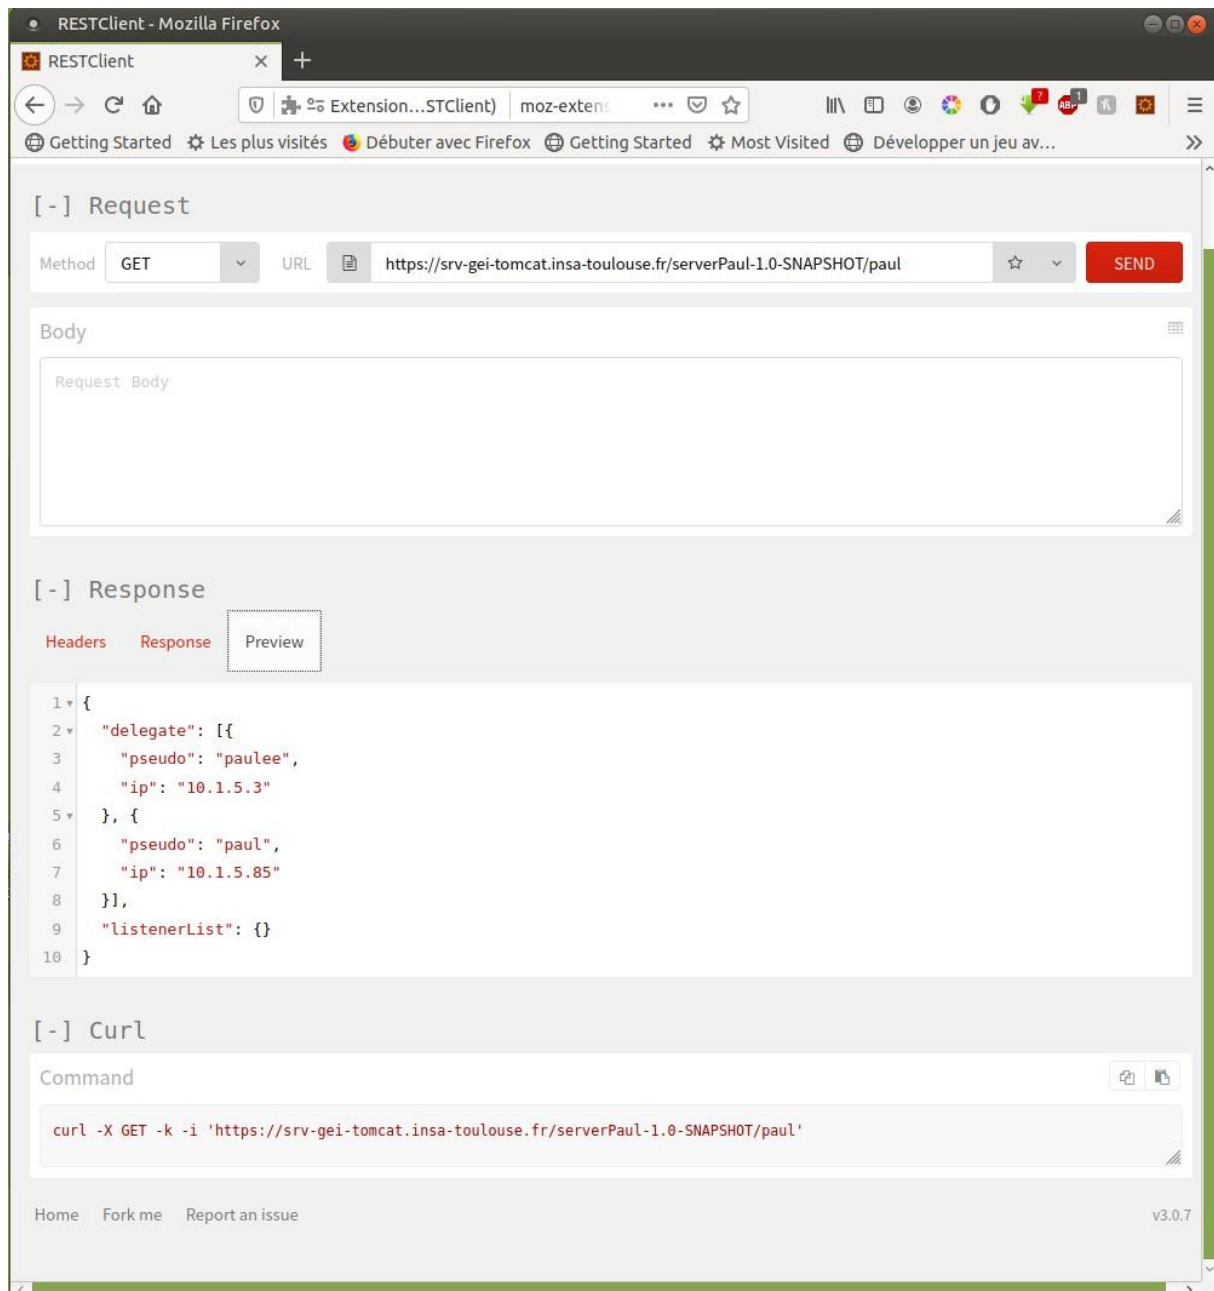 RESTClient - Mozilla Firefox
RESTClient
Extension...STClient) moz-extens
Getting Started Les plus visités Débuter avec Firefox Getting Started Most Visited Développer un jeu av...
[-] Request
Method GET URL https://srv-gei-tomcat.insa-toulouse.fr/serverPaul-1.0-SNAPSHOT/paul SEND
Body
Request Body
[-] Response
Headers Response Preview
1 {
2 "delegate": [{
3 "pseudo": "paulee",
4 "ip": "10.1.5.3"
5 }, {
6 "pseudo": "paul",
7 "ip": "10.1.5.85"
8 }],
9 "listenerList": {}
10 }
[-] Curl
Command
curl -X GET -k -i 'https://srv-gei-tomcat.insa-toulouse.fr/serverPaul-1.0-SNAPSHOT/paul'
Home Fork me Report an issue v3.0.7